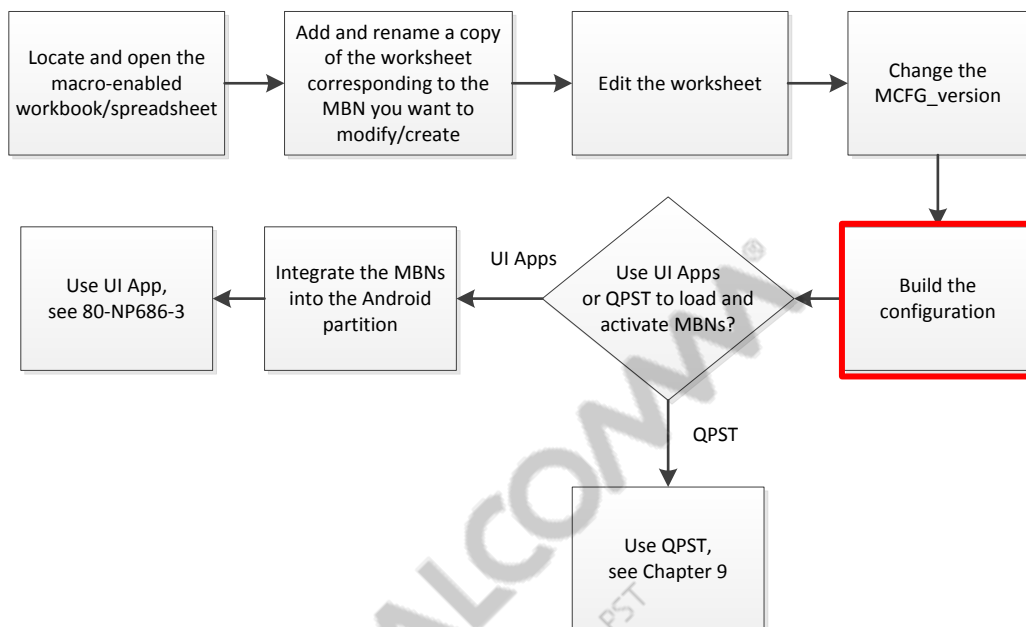 Locate and open the
macro-enabled
workbook/spreadsheet
Add and rename a copy
of the worksheet
corresponding to the
MBN you want to
modify/create
Edit the worksheet
Change the
MCFG_version
Use UI App,
see 80-NP686-3
Integrate the MBNs
into the Android
partition
UI Apps
Use UI Apps
or QPST to load and
activate MBNs?
Build the
configuration
QPST
Use QPST,
see Chapter 9
PST